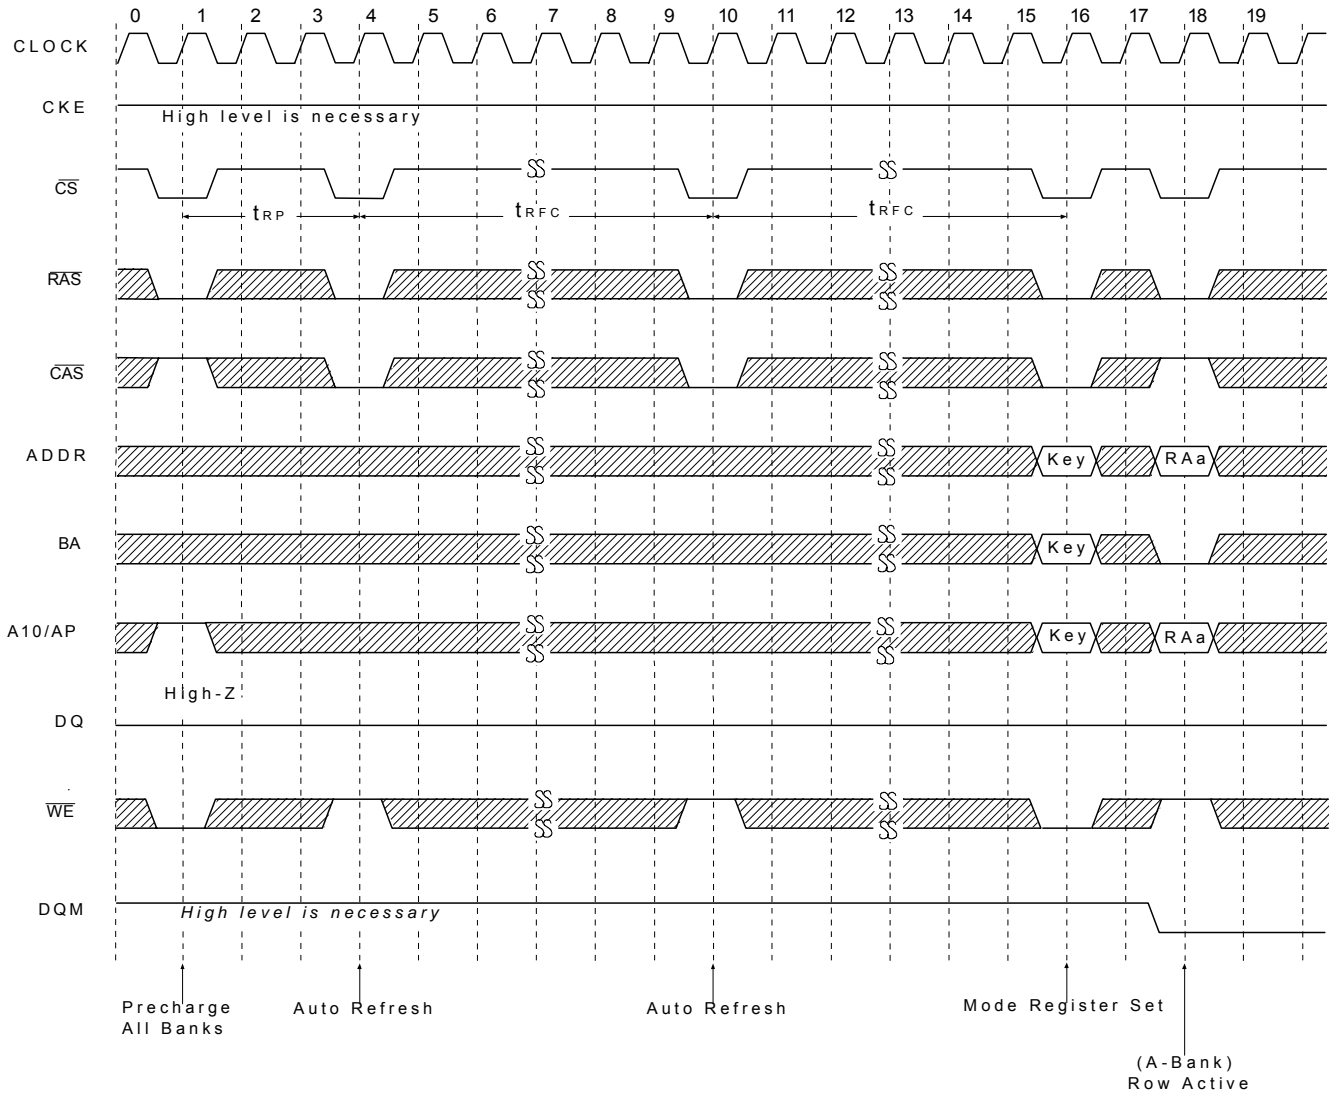 0 1 2 3 4 5 6 7 8 9 10 11 12 13 14 15 16 17 18 19
CLOCK
CKE
High level is necessary
CS
tRP tRFC tRFC
RAS
CAS
ADDR Key RAa
BA Key
A10/AP Key RAa
High-Z
DQ
WE
DQM High level is necessary
Precharge
All Banks
Auto Refresh
Auto Refresh
Mode Register Set
(A-Bank)
Row Active